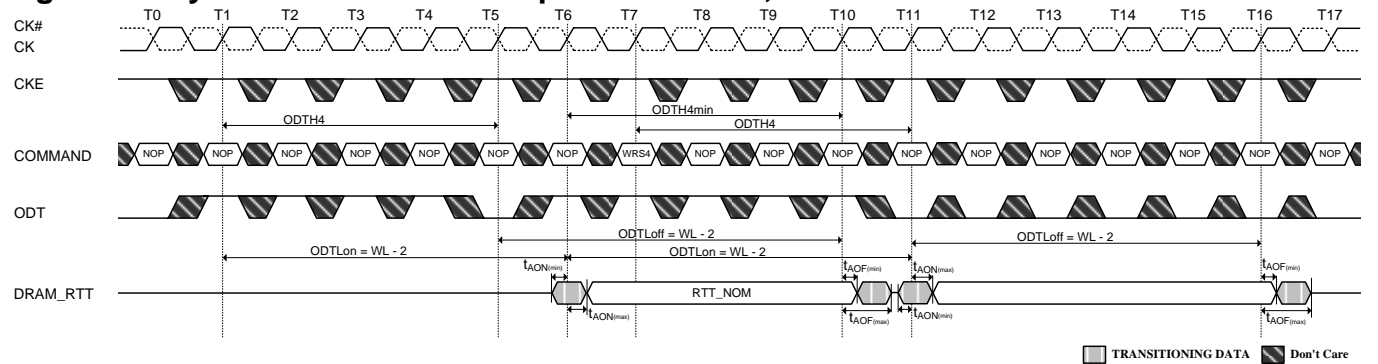 T0 T1 T2 T3 T4 T5 T6 T7 T8 T9 T10 T11 T12 T13 T14 T15 T16 T17
CK#
CK
CKE
ODTH4min
ODTH4 ODTH4
COMMAND NOP NOP NOP NOP NOP NOP NOP WRS4 NOP NOP NOP NOP NOP NOP NOP NOP NOP NOP
ODT
ODTLoff = WL - 2 ODTLoff = WL - 2
ODTLon = WL - 2 ODTLon = WL - 2
tAON(min) tAOF(min) tAON(max) tAOF(min)
DRAM_RTT RTT_NOM
tAON(max) tAOF(max) tAON(min) tAOF(max)
TRANSITIONING DATA Don't Care